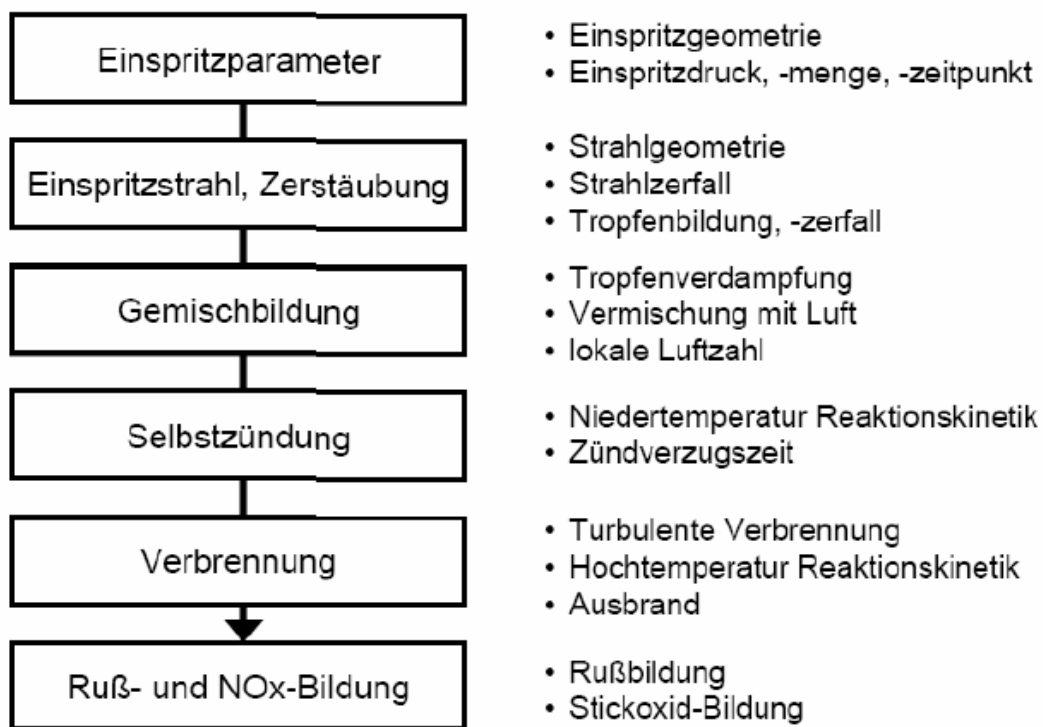 Einspritzparameter
• Einspritzgeometrie
• Einspritzdruck, -menge, -zeitpunkt
Einspritzstrahl, Zerstäubung
• Strahlgeometrie
• Strahlzerfall
• Tropfenbildung, -zerfall
Gemischbildung
• Tropfenverdampfung
• Vermischung mit Luft
• lokale Luftzahl
Selbstzündung
• Niedertemperatur Reaktionskinetik
• Zündverzugszeit
Verbrennung
• Turbulente Verbrennung
• Hochtemperatur Reaktionskinetik
• Ausbrand
Ruß- und NOx-Bildung
• Rußbildung
• Stickoxid-Bildung